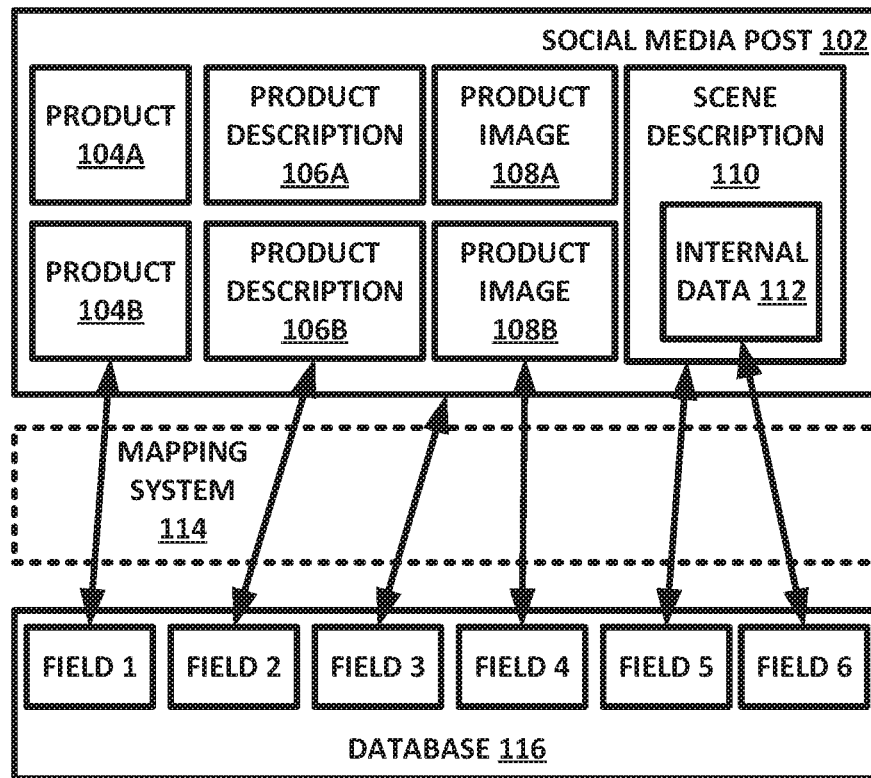 SOCIAL MEDIA POST 102
PRODUCT
104A
PRODUCT
DESCRIPTION
106A
PRODUCT
IMAGE
108A
SCENE
DESCRIPTION
110
PRODUCT
104B
PRODUCT
DESCRIPTION
106B
PRODUCT
IMAGE
108B
INTERNAL
DATA 112
MAPPING
SYSTEM
114
FIELD 1
FIELD 2
FIELD 3
FIELD 4
FIELD 5
FIELD 6
DATABASE 116